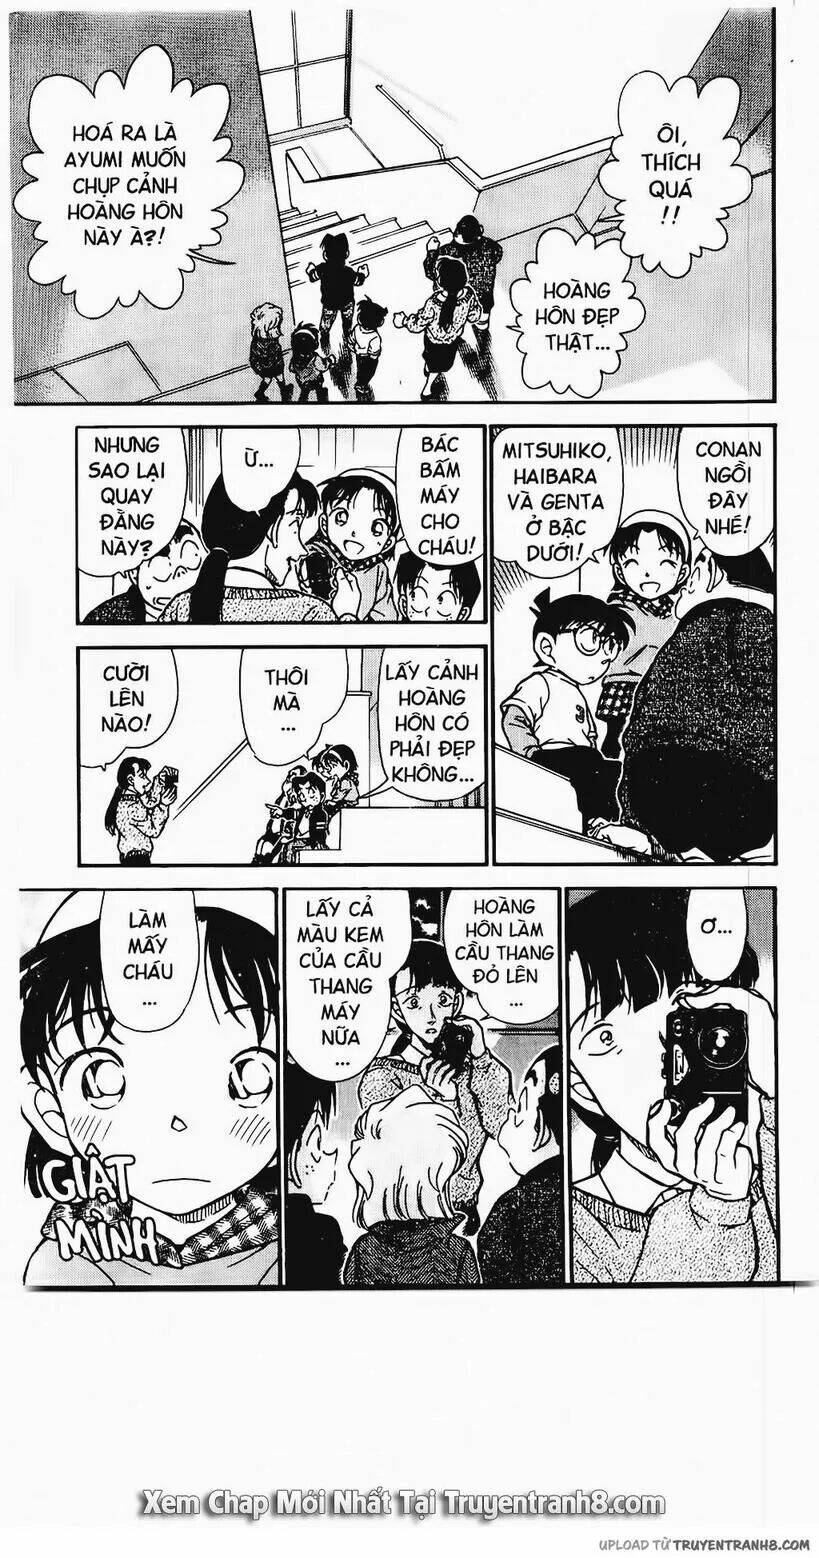 ÔI,
THÍCH
QUÁ
!!
HOÀNG
HÔN ĐẸP
THẬT...
HOÁ RA LÀ
AYUMI MUỐN
CHỤP CẢNH
HOÀNG HÔN
NÀY À?!
CONAN
NGỒI
ĐÂY
NHÉ!
MITSUHIKO,
HAIBARA
VÀ GENTA
Ở BẬC
DƯỚI!
BÁC
BẤM
MÁY
CHO
CHÁU!
Ừ...
NHƯNG
SAO LẠI
QUAY
ĐẰNG
NÀY?
LẤY CẢNH
HOÀNG
HÔN CÓ
PHẢI ĐẸP
KHÔNG...
THÔI
MÀ
...
CƯỜI
LÊN
NÀO!
Ơ...
HOÀNG
HÔN LÀM
CẦU THANG
ĐỎ LÊN
...
LẤY CẢ
MÀU KEM
CỦA CẦU
THANG
MÁY
NỮA
...
LÀM
MẤY
CHÁU
...
GIẬT
MÌNH
Xem Chap Mới Nhất Tại Truyentranh8.com
UPLOAD TỪ TRUYENTRANH8.COM